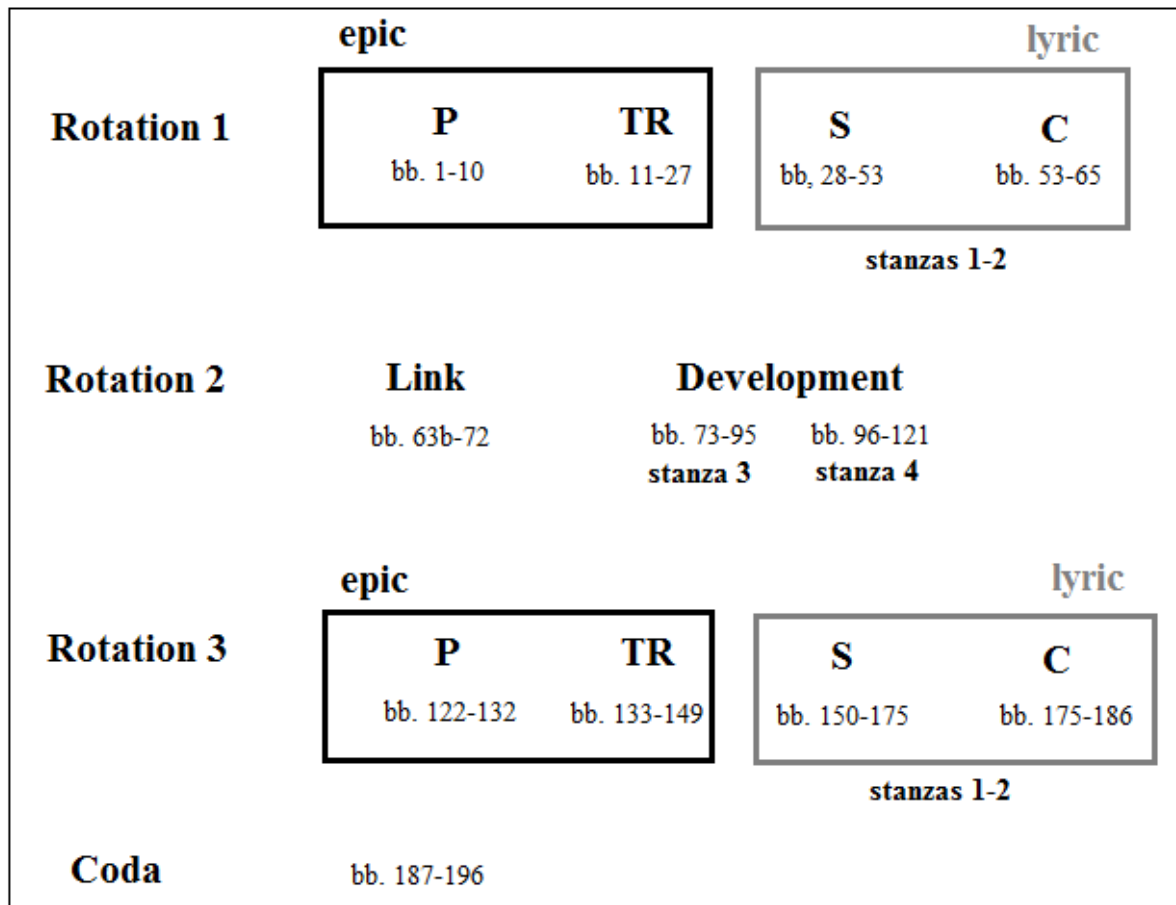 epic lyric
Rotation 1 P TR S C
bb. 1-10 bb. 11-27 bb, 28-53 bb. 53-65
stanzas 1-2
Rotation 2 Link Development
bb. 63b-72 bb. 73-95 bb. 96-121
stanza 3 stanza 4
epic lyric
Rotation 3 P TR S C
bb. 122-132 bb. 133-149 bb. 150-175 bb. 175-186
stanzas 1-2
Coda bb. 187-196